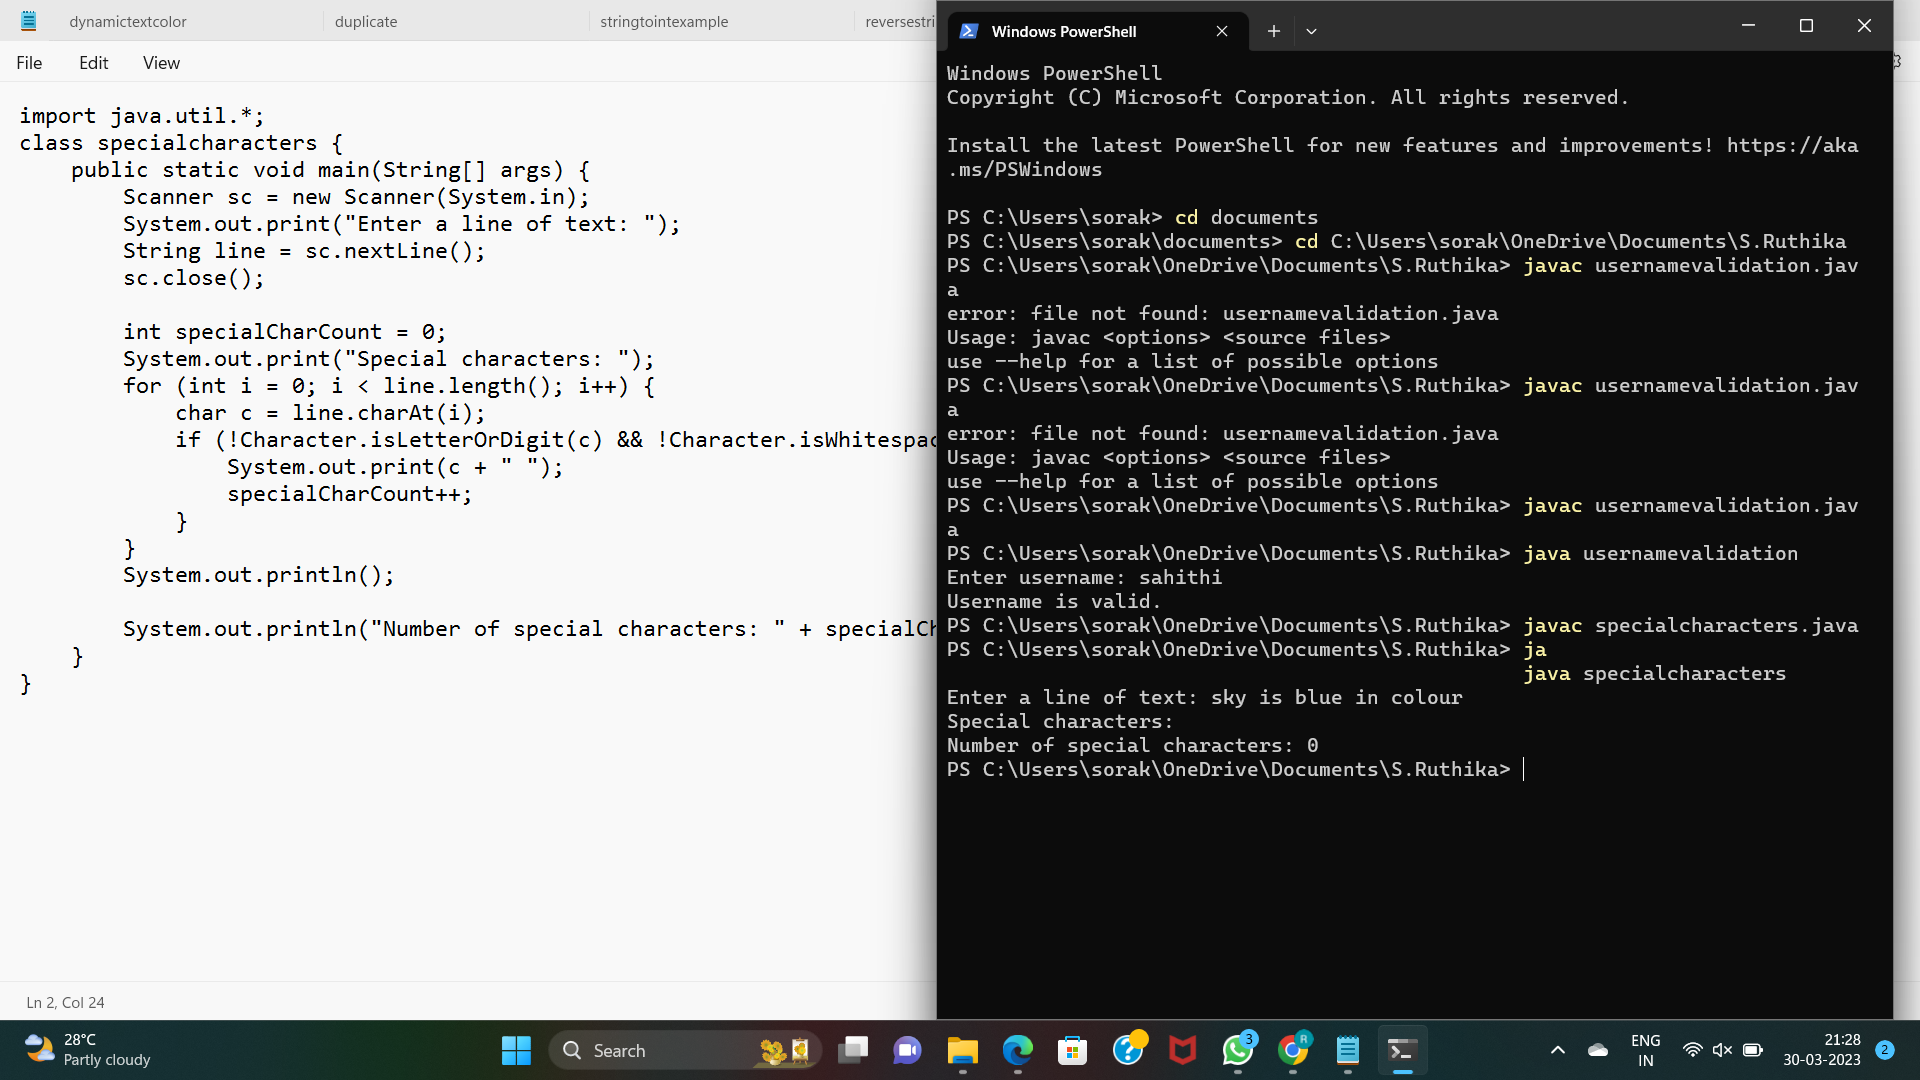 dynamictextcolor
duplicate
stringtointexample
reversestri
File
Edit
View
import java.util.*;
class specialcharacters {
public static void main(String[] args) {
Scanner sc = new Scanner(System.in);
System.out.print("Enter a line of text: ");
String line = sc.nextLine();
sc.close();
int specialCharCount = 0;
System.out.print("Special characters: ");
for (int i = 0; i < line.length(); i++) {
char c = line.charAt(i);
if (!Character.isLetterOrDigit(c) && !Character.isWhitespac
System.out.print(c + " ");
specialCharCount++;
}
}
System.out.println();
System.out.println("Number of special characters: " + specialCh
}
}
Ln 2, Col 24
Windows PowerShell
Windows PowerShell
Copyright (C) Microsoft Corporation. All rights reserved.
Install the latest PowerShell for new features and improvements! https://aka
.ms/PSWindows
PS C:\Users\sorak> cd documents
PS C:\Users\sorak\documents> cd C:\Users\sorak\OneDrive\Documents\S.Ruthika
PS C:\Users\sorak\OneDrive\Documents\S.Ruthika> javac usernamevalidation.jav
a
error: file not found: usernamevalidation.java
Usage: javac <options> <source files>
use --help for a list of possible options
PS C:\Users\sorak\OneDrive\Documents\S.Ruthika> javac usernamevalidation.jav
a
error: file not found: usernamevalidation.java
Usage: javac <options> <source files>
use --help for a list of possible options
PS C:\Users\sorak\OneDrive\Documents\S.Ruthika> javac usernamevalidation.jav
a
PS C:\Users\sorak\OneDrive\Documents\S.Ruthika> java usernamevalidation
Enter username: sahithi
Username is valid.
PS C:\Users\sorak\OneDrive\Documents\S.Ruthika> javac specialcharacters.java
PS C:\Users\sorak\OneDrive\Documents\S.Ruthika> ja
java specialcharacters
Enter a line of text: sky is blue in colour
Special characters:
Number of special characters: 0
PS C:\Users\sorak\OneDrive\Documents\S.Ruthika>
28°C
Partly cloudy
Search
3
R
ENG
IN
21:28
30-03-2023
2